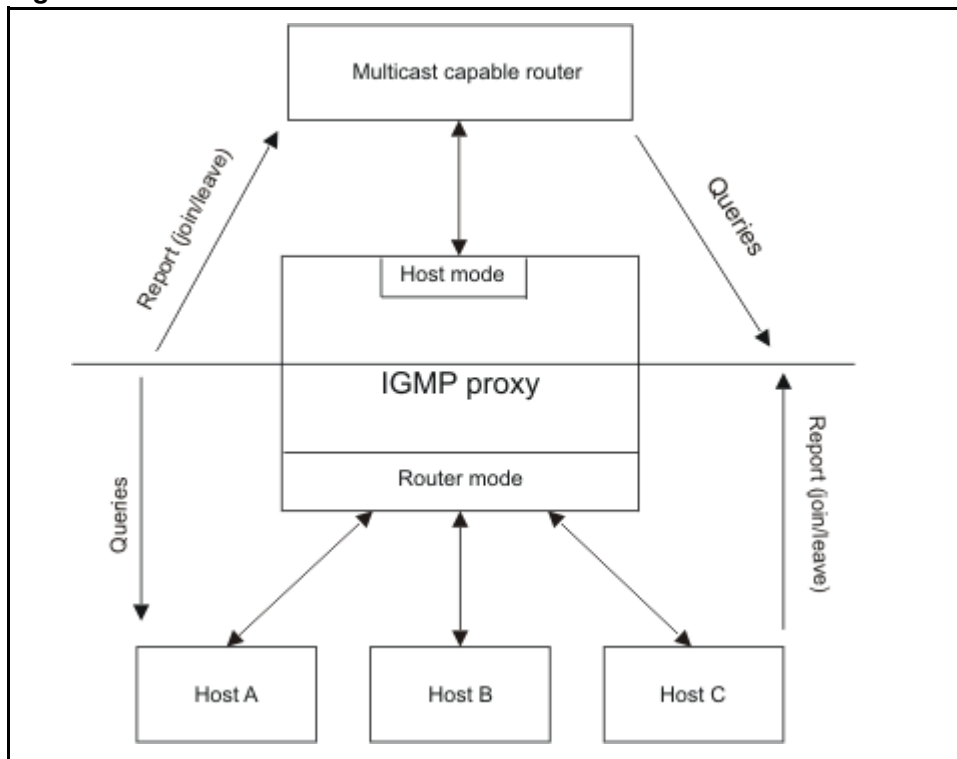 Multicast capable router
Report (join/leave)
Queries
Host mode
IGMP proxy
Router mode
Queries
Report (join/leave)
Host A
Host B
Host C